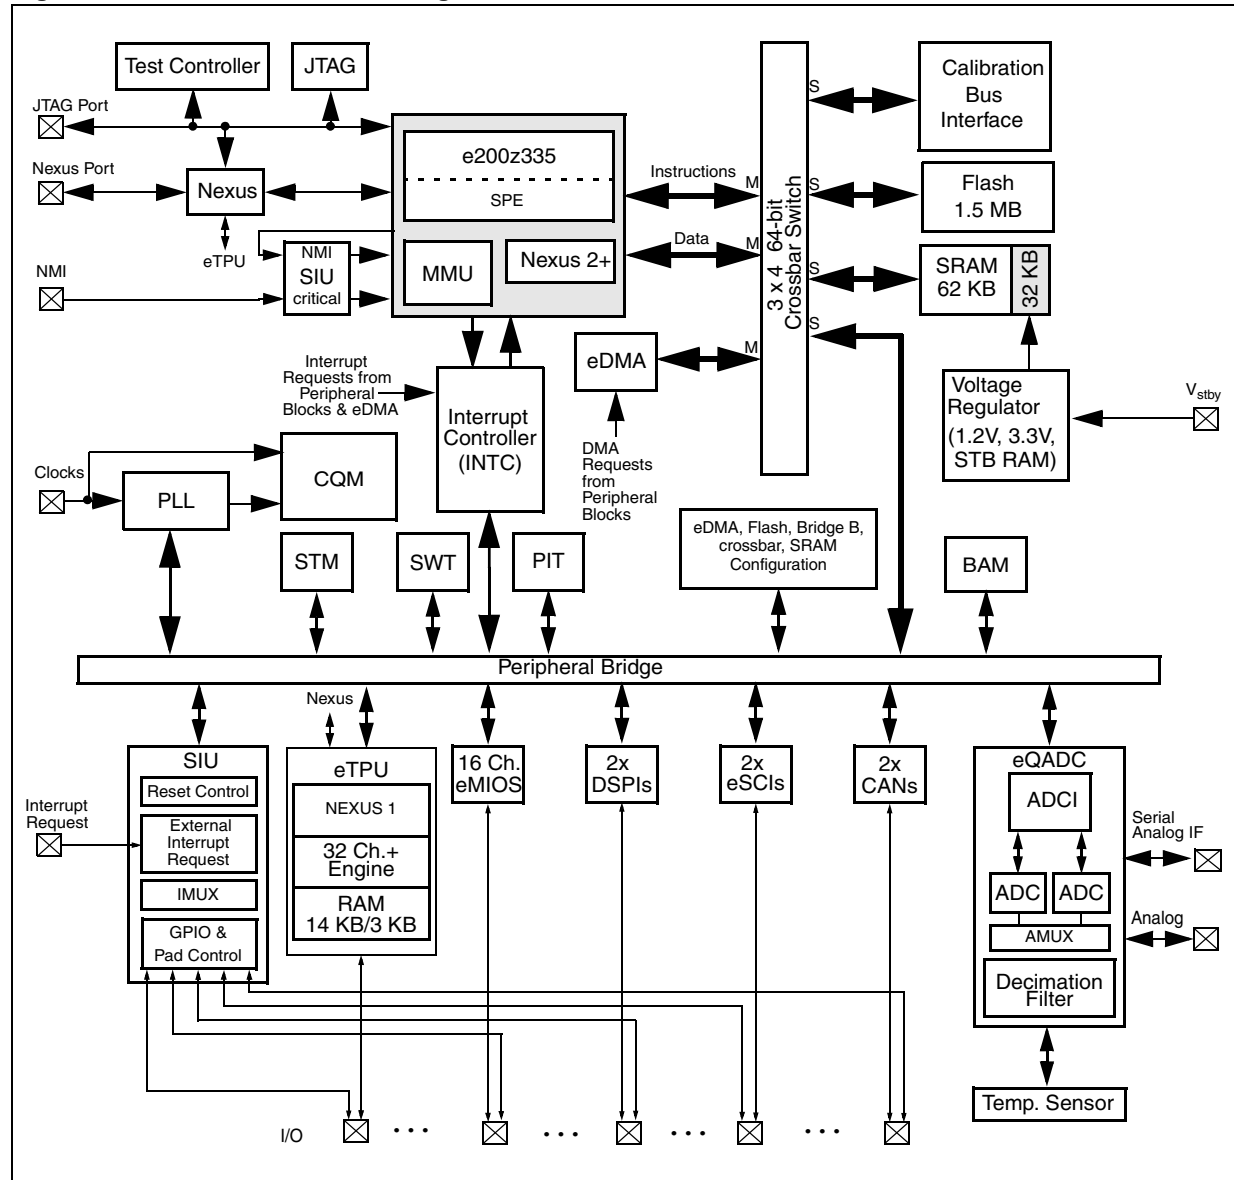 Test Controller
JTAG
JTAG Port
Nexus Port
Nexus
eTPU
NMI
NMI
SIU
critical
e200z335
SPE
MMU
Nexus 2+
Instructions
M
Data
M
M
3 x 4 64-bit
Crossbar Switch
S
S
S
S
Calibration
Bus
Interface
Flash
1.5 MB
SRAM
62 KB
32 KB
Voltage
Regulator
(1.2V, 3.3V,
STB RAM)
Vstby
Interrupt
Requests from
Peripheral
Blocks & eDMA
Interrupt
Controller
(INTC)
eDMA
DMA
Requests
from
Peripheral
Blocks
Clocks
PLL
CQM
STM
SWT
PIT
eDMA, Flash, Bridge B,
crossbar, SRAM
Configuration
BAM
Peripheral Bridge
Nexus
SIU
Reset Control
External
Interrupt
Request
IMUX
GPIO &
Pad Control
Interrupt
Request
eTPU
NEXUS 1
32 Ch.+
Engine
RAM
14 KB/3 KB
16 Ch.
eMIOS
2x
DSPIs
2x
eSCIs
2x
CANs
eQADC
ADCI
ADC
ADC
AMUX
Decimation
Filter
Serial
Analog IF
Analog
Temp. Sensor
I/O